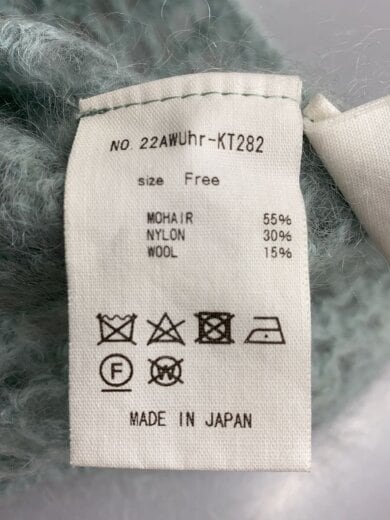 NO. 22AWUhr-KT282
size Free
MOHAIR 55%
NYLON 30%
WOOL 15%
F W
MADE IN JAPAN